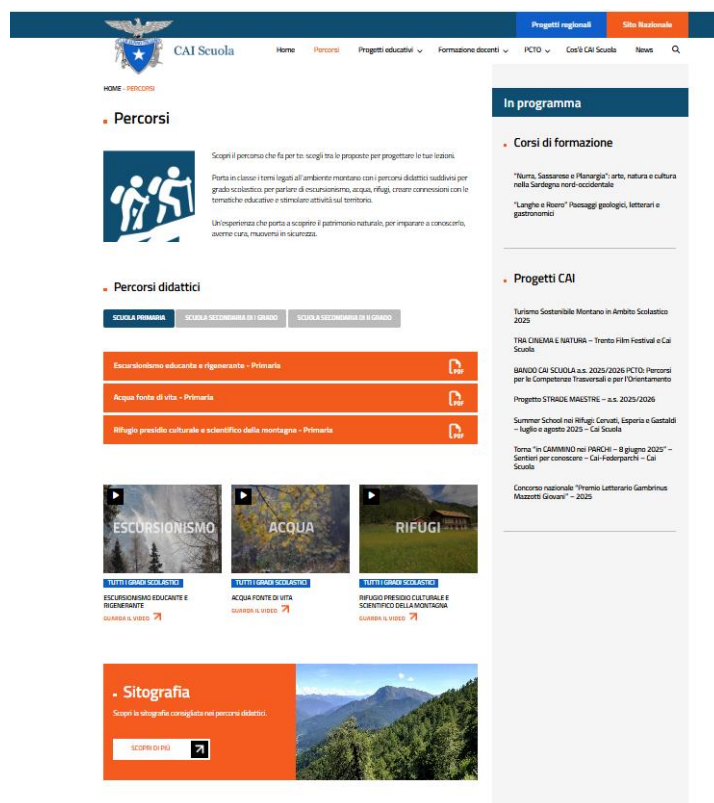 Progetti regionali
Sito Nazionale
CAI Scuola
Home
Percorsi
Progetti educativi
Formazione docenti
PCTO
Cos'è CAI Scuola
News
HOME - PERCORSI
Percorsi
Scopri il percorso che fa per te: scegli tra le proposte per progettare le tue lezioni.
Porta in classe i temi legati all'ambiente montano con i percorsi didattici suddivisi per
grado scolastico: per parlare di escursionismo, acqua, rifugi, creare connessioni con le
tematiche educative e stimolare attività sul territorio.
Un'esperienza che porta a scoprire il patrimonio naturale, per imparare a conoscerlo,
averne cura, muoversi in sicurezza.
Percorsi didattici
SCUOLA PRIMARIA
SCUOLA SECONDARIA DI I GRADO
SCUOLA SECONDARIA DI II GRADO
Escursionismo educante e rigenerante - Primaria
PDF
Acqua fonte di vita - Primaria
PDF
Rifugio presidio culturale e scientifico della montagna - Primaria
PDF
ESCURSIONISMO
TUTTI I GRADI SCOLASTICI
ESCURSIONISMO EDUCANTE E
RIGENERANTE
GUARDA IL VIDEO
ACQUA
TUTTI I GRADI SCOLASTICI
ACQUA FONTE DI VITA
GUARDA IL VIDEO
RIFUGI
TUTTI I GRADI SCOLASTICI
RIFUGIO PRESIDIO CULTURALE E
SCIENTIFICO DELLA MONTAGNA
GUARDA IL VIDEO
Sitografia
Scopri la sitografia consigliata nei percorsi didattici.
SCOPRI DI PIÙ
In programma
Corsi di formazione
"Nurra, Sassarese e Planargia": arte, natura e cultura
nella Sardegna nord-occidentale
"Langhe e Roero" Paesaggi geologici, letterari e
gastronomici
Progetti CAI
Turismo Sostenibile Montano in Ambito Scolastico
2025
TRA CINEMA E NATURA – Trento Film Festival e Cai
Scuola
BANDO CAI SCUOLA a.s. 2025/2026 PCTO: Percorsi
per le Competenze Trasversali e per l'Orientamento
Progetto STRADE MAESTRE – a.s. 2025/2026
Summer School nei Rifugi: Cervati, Esperia e Gastaldi
– luglio e agosto 2025 – Cai Scuola
Torna "in CAMMINO nei PARCHI – 8 giugno 2025" –
Sentieri per conoscere – Cai-Federparchi – Cai
Scuola
Concorso nazionale "Premio Letterario Gambrinus
Mazzotti Giovani" – 2025